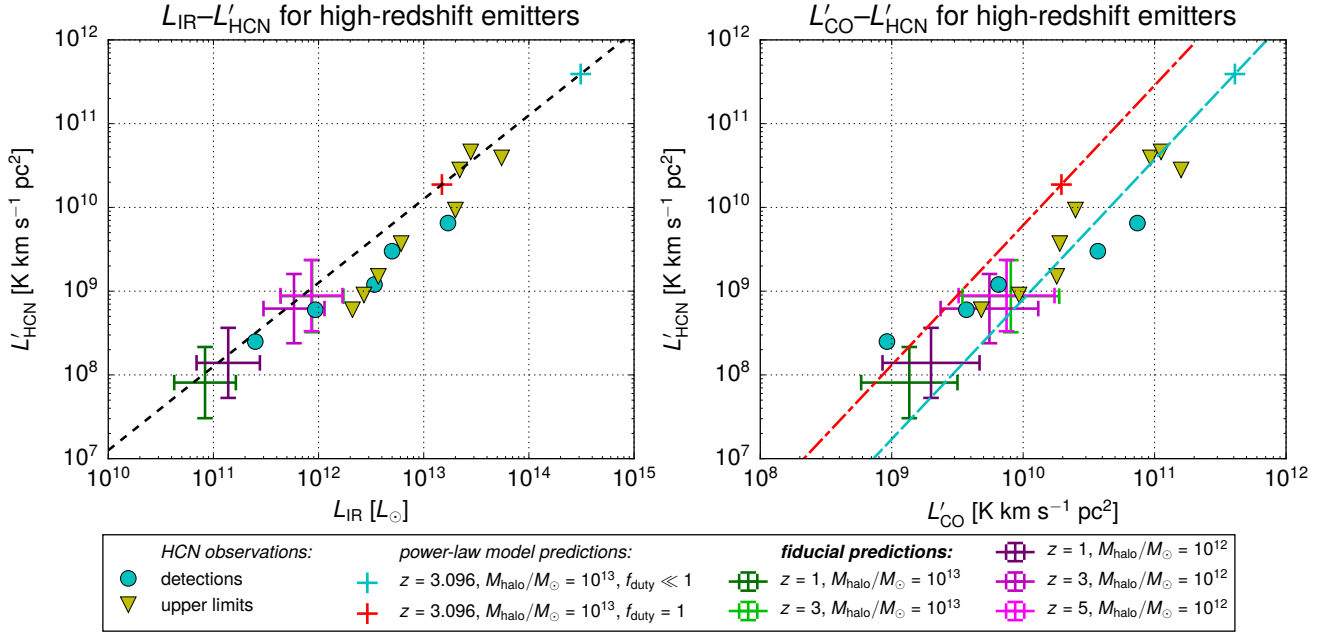 L_IR–L′_HCN for high-redshift emitters
10^12
10^11
10^10
10^9
10^8
10^7
L′_HCN [K km s^−1 pc^2]
10^10 10^11 10^12 10^13 10^14 10^15
L_IR [L_⊙]
L′_CO–L′_HCN for high-redshift emitters
10^12
10^11
10^10
10^9
10^8
10^7
L′_HCN [K km s^−1 pc^2]
10^8 10^9 10^10 10^11 10^12
L′_CO [K km s^−1 pc^2]
HCN observations:
detections
upper limits
power-law model predictions:
z = 3.096, M_halo/M_⊙ = 10^13, f_duty ≪ 1
z = 3.096, M_halo/M_⊙ = 10^13, f_duty = 1
fiducial predictions:
z = 1, M_halo/M_⊙ = 10^13
z = 3, M_halo/M_⊙ = 10^13
z = 1, M_halo/M_⊙ = 10^12
z = 3, M_halo/M_⊙ = 10^12
z = 5, M_halo/M_⊙ = 10^12